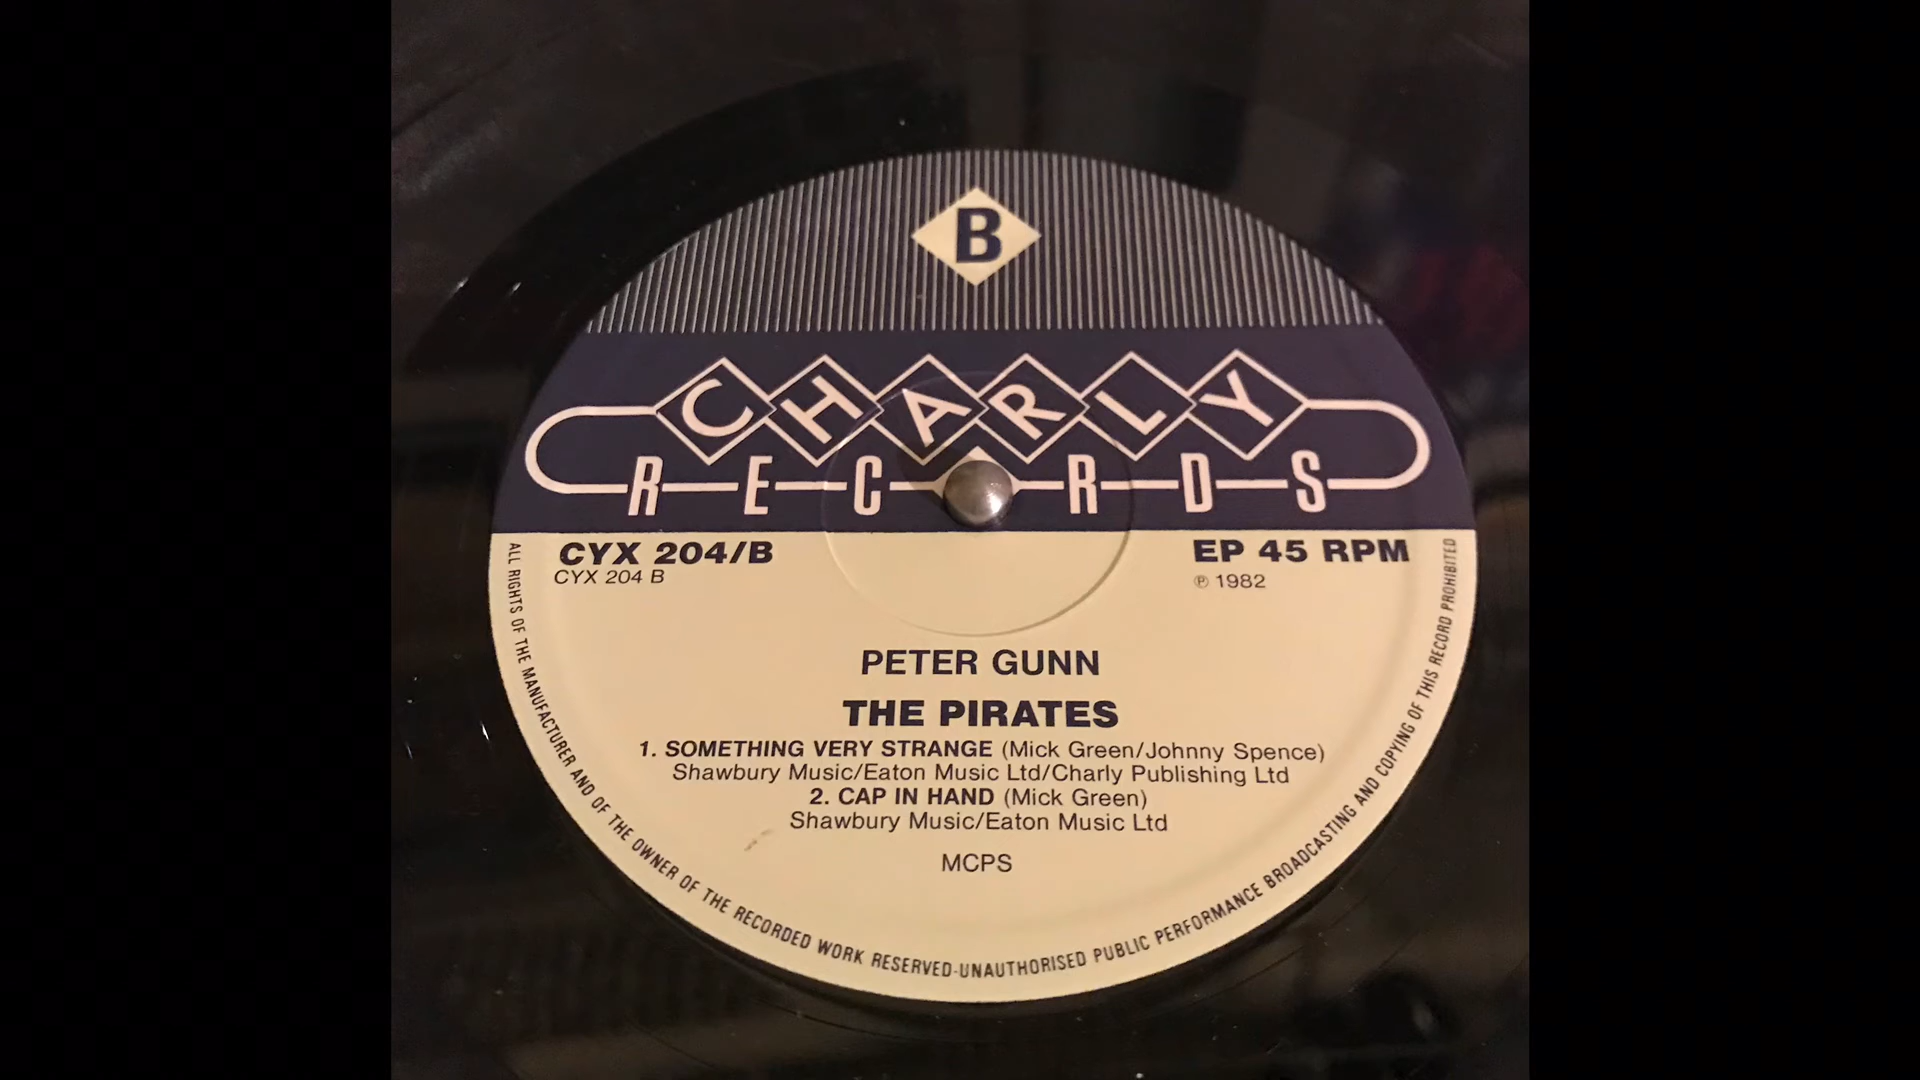 B
CHARLY
RECORDS
CYX 204/B
CYX 204 B
EP 45 RPM
℗ 1982
PETER GUNN
THE PIRATES
1. SOMETHING VERY STRANGE (Mick Green/Johnny Spence)
Shawbury Music/Eaton Music Ltd/Charly Publishing Ltd
2. CAP IN HAND (Mick Green)
Shawbury Music/Eaton Music Ltd
MCPS
ALL RIGHTS OF THE MANUFACTURER AND OF THE OWNER OF THE RECORDED WORK RESERVED-UNAUTHORISED PUBLIC PERFORMANCE BROADCASTING AND COPYING OF THIS RECORD PROHIBITED